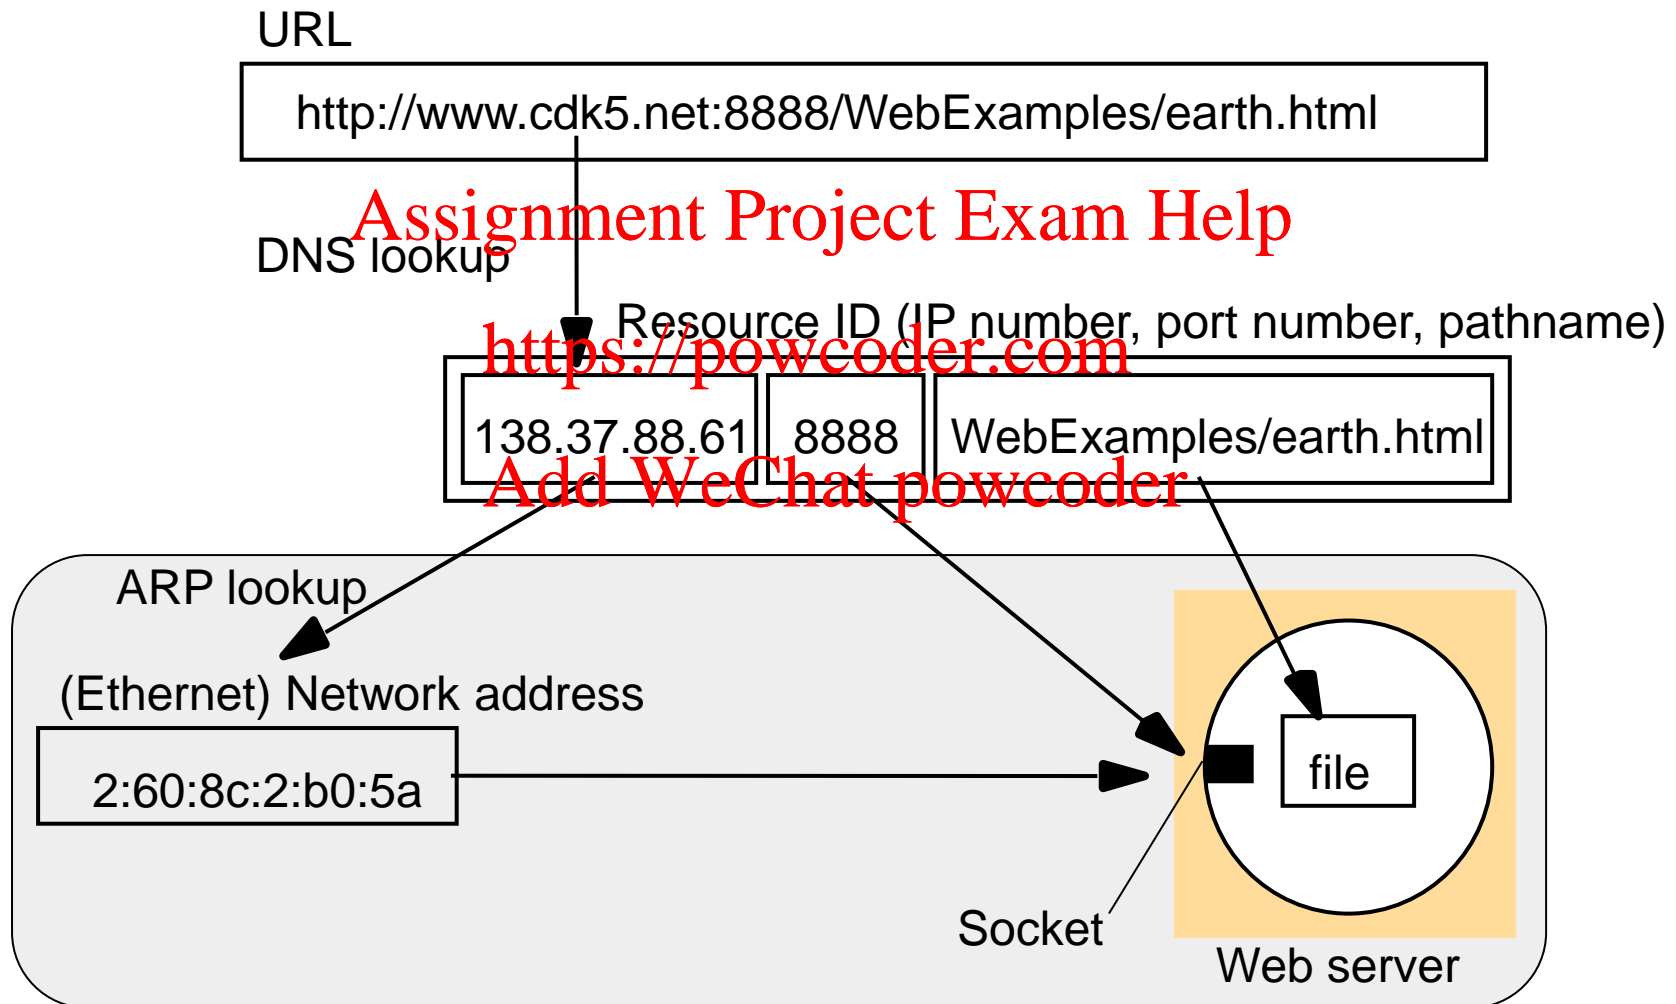 URL
http://www.cdk5.net:8888/WebExamples/earth.html
Assignment Project Exam Help
DNS lookup
Resource ID (IP number, port number, pathname)
https://powcoder.com
138.37.88.61 8888 WebExamples/earth.html
Add WeChat powcoder
ARP lookup
(Ethernet) Network address
2:60:8c:2:b0:5a
file
Socket
Web server